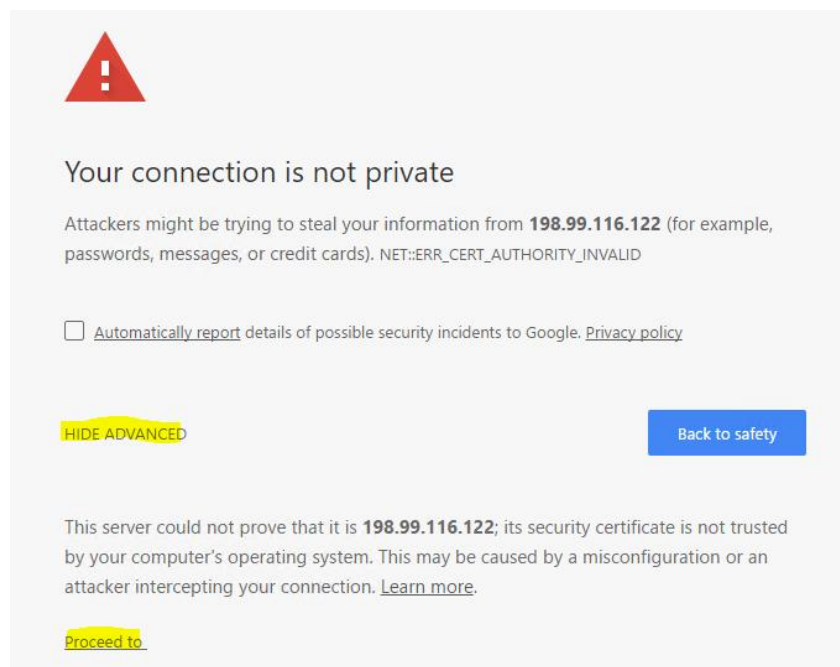 Your connection is not private
Attackers might be trying to steal your information from 198.99.116.122 (for example,
passwords, messages, or credit cards). NET::ERR_CERT_AUTHORITY_INVALID
Automatically report details of possible security incidents to Google. Privacy policy
HIDE ADVANCED
Back to safety
This server could not prove that it is 198.99.116.122; its security certificate is not trusted
by your computer's operating system. This may be caused by a misconfiguration or an
attacker intercepting your connection. Learn more.
Proceed to